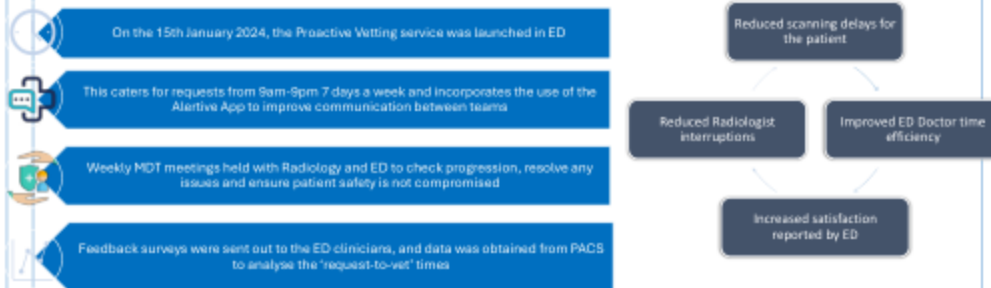 On the 15th January 2024, the Proactive Vetting service was launched in ED
This caters for requests from 9am-9pm 7 days a week and incorporates the use of the
Alertive App to improve communication between teams
Weekly MDT meetings held with Radiology and ED to check progression, resolve any
issues and ensure patient safety is not compromised
Feedback surveys were sent out to the ED clinicians, and data was obtained from PACS
to analyse the 'request-to-vet' times
Reduced scanning delays for
the patient
Reduced Radiologist
interruptions
Improved ED Doctor time
efficiency
Increased satisfaction
reported by ED